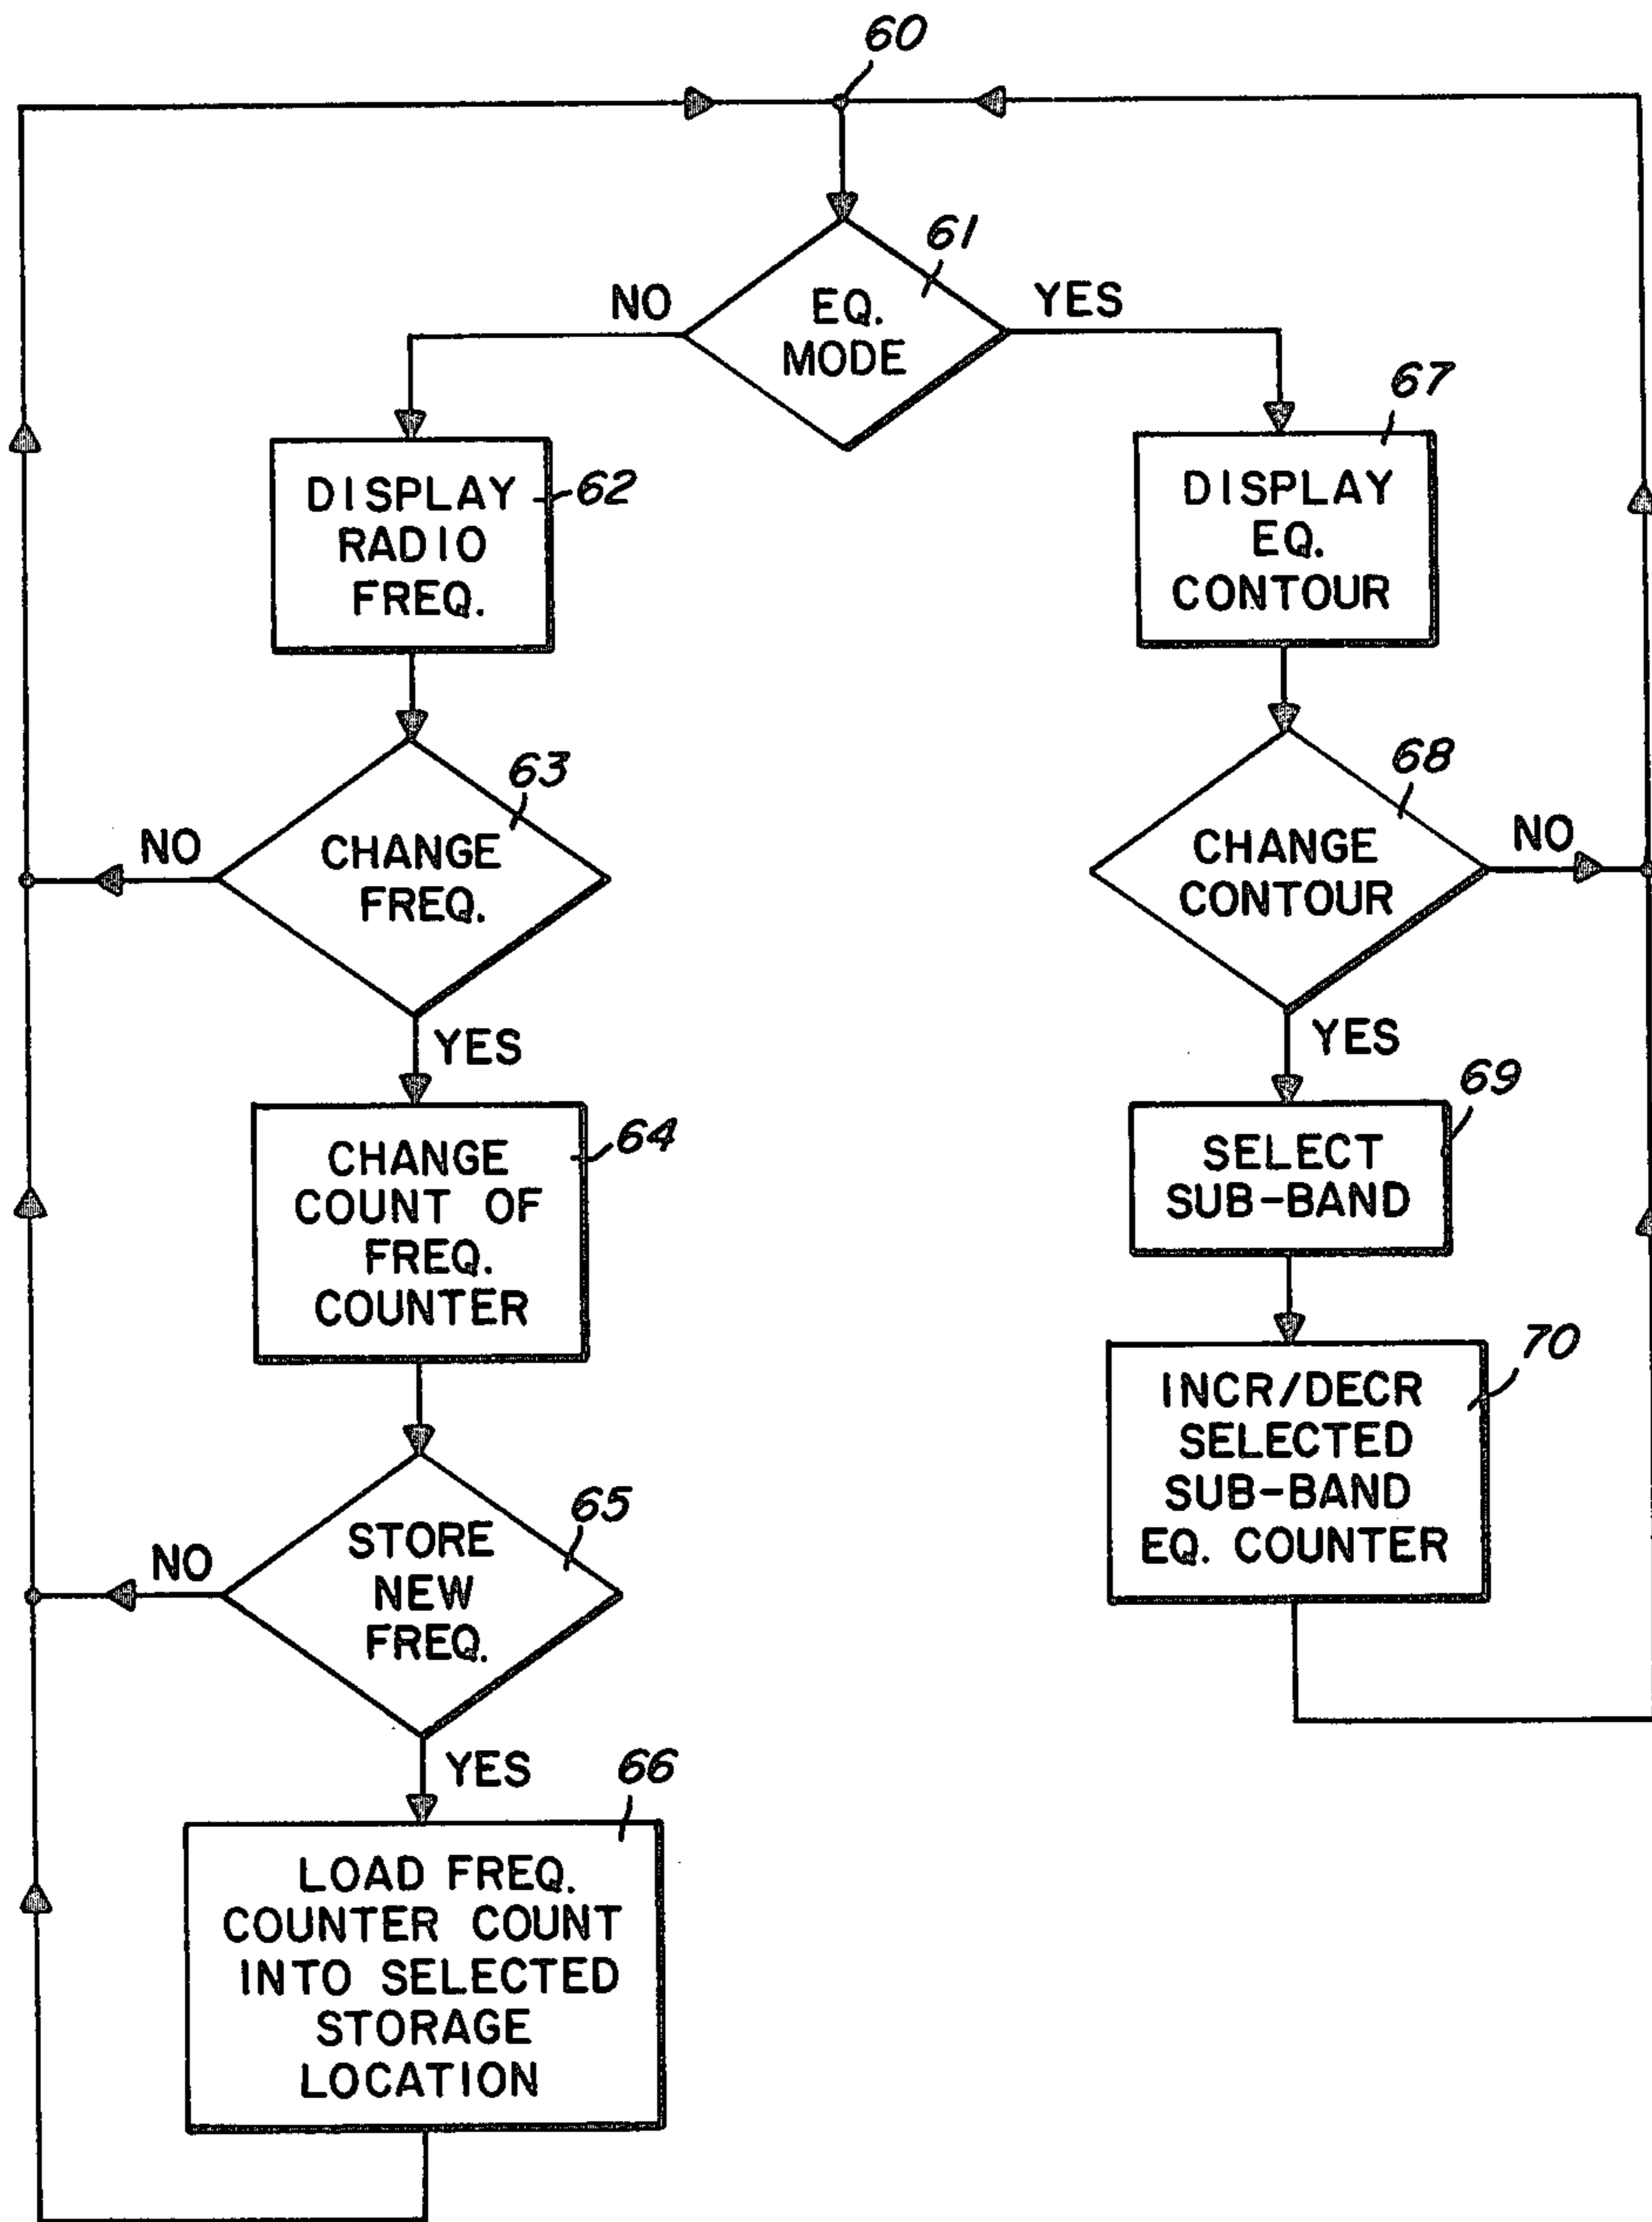 60
61
NO
YES
EQ.
MODE
67
DISPLAY
RADIO
FREQ.
62
DISPLAY
EQ.
CONTOUR
63
NO
CHANGE
FREQ.
YES
68
CHANGE
CONTOUR
NO
YES
64
CHANGE
COUNT OF
FREQ.
COUNTER
69
SELECT
SUB-BAND
70
INCR/DECR
SELECTED
SUB-BAND
EQ. COUNTER
65
NO
STORE
NEW
FREQ.
YES
66
LOAD FREQ.
COUNTER COUNT
INTO SELECTED
STORAGE
LOCATION